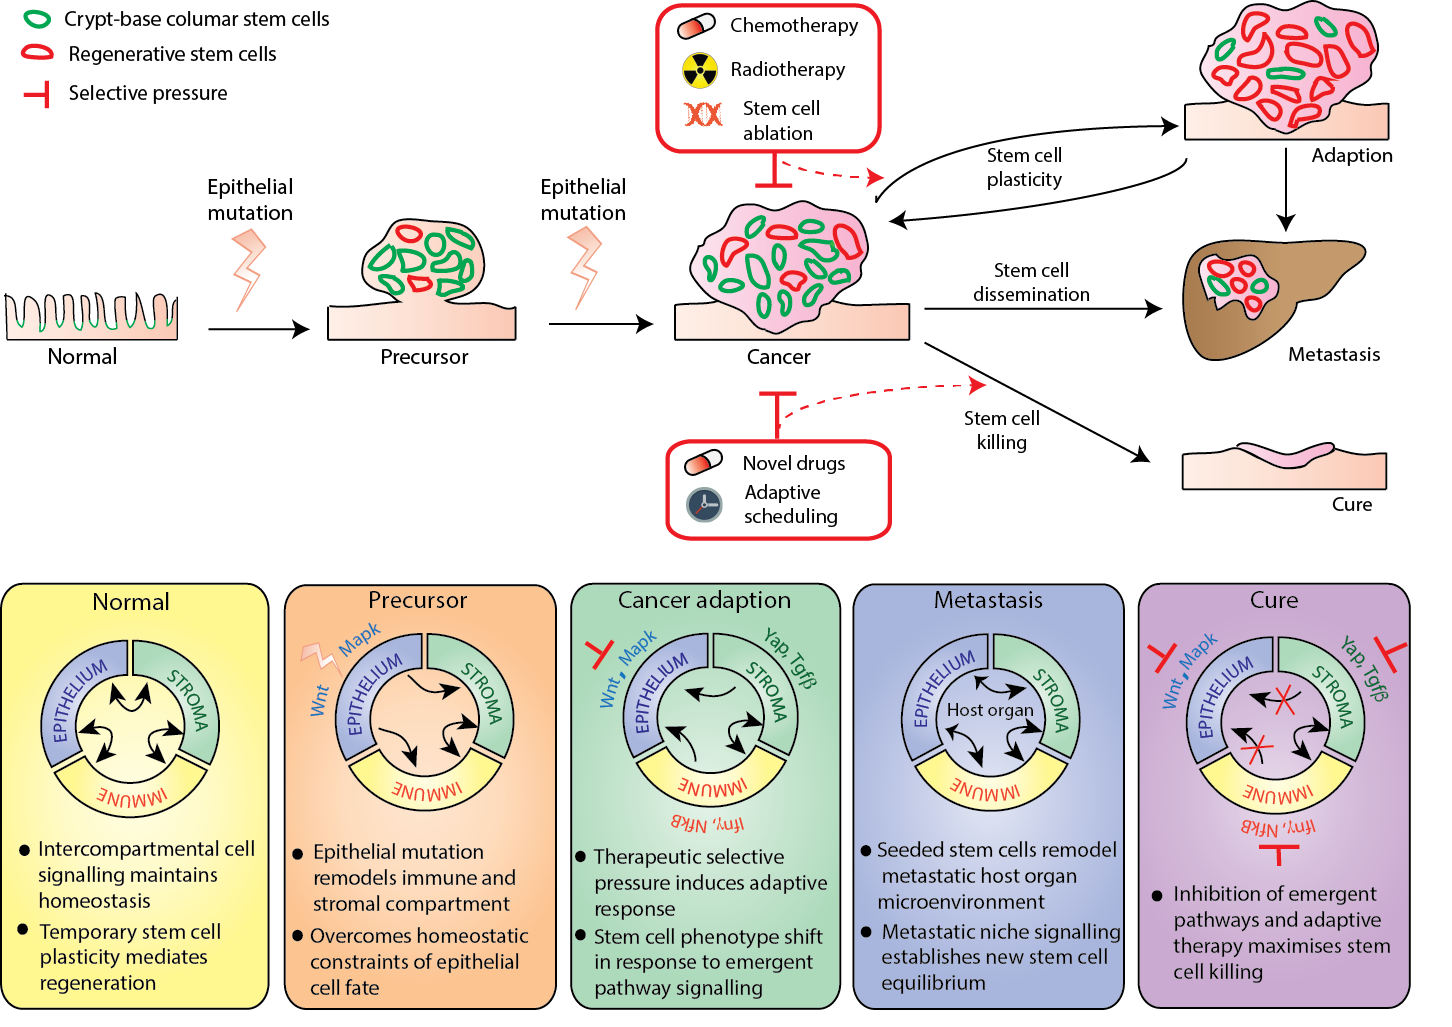 Crypt-base columar stem cells
Regenerative stem cells
Selective pressure
Chemotherapy
Radiotherapy
Stem cell
ablation
Epithelial
mutation
Epithelial
mutation
Stem cell
plasticity
Adaption
Stem cell
dissemination
Normal
Precursor
Cancer
Metastasis
Stem cell
killing
Novel drugs
Adaptive
scheduling
Cure
Normal
EPITHELIUM
STROMA
IMMUNE
● Intercompartmental cell
signalling maintains
homeostasis
● Temporary stem cell
plasticity mediates
regeneration
Precursor
Wnt
Mapk
EPITHELIUM
STROMA
IMMUNE
● Epithelial mutation
remodels immune and
stromal compartment
● Overcomes homeostatic
constraints of epithelial
cell fate
Cancer adaption
Wnt, Mapk
Yap, Tgfβ
EPITHELIUM
STROMA
IMMUNE
Ifnγ, NfkB
● Therapeutic selective
pressure induces adaptive
response
● Stem cell phenotype shift
in response to emergent
pathway signalling
Metastasis
EPITHELIUM
STROMA
Host organ
IMMUNE
● Seeded stem cells remodel
metastatic host organ
microenvironment
● Metastatic niche signalling
establishes new stem cell
equilibrium
Cure
Wnt, Mapk
Yap, Tgfβ
EPITHELIUM
STROMA
IMMUNE
Ifnγ, NfkB
● Inhibition of emergent
pathways and adaptive
therapy maximises stem
cell killing